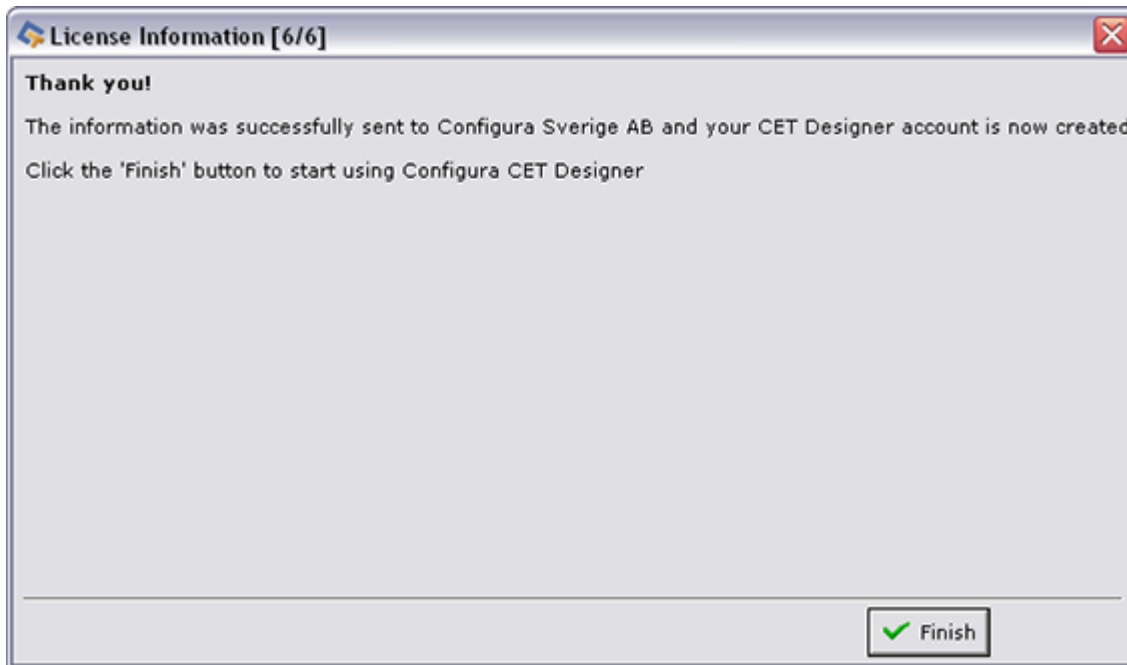 License Information [6/6]
Thank you!
The information was successfully sent to Configura Sverige AB and your CET Designer account is now created
Click the 'Finish' button to start using Configura CET Designer
Finish